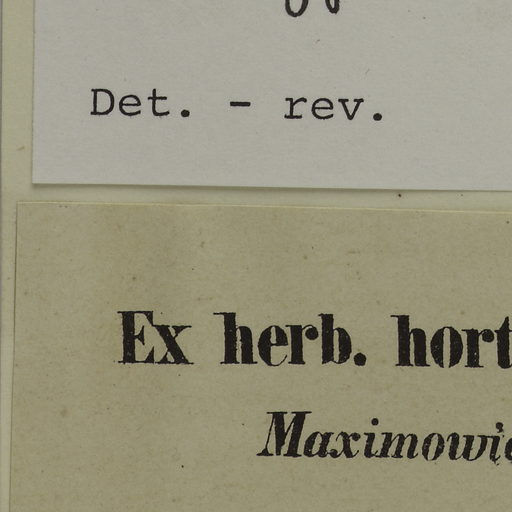 Det. - rev.
Ex herb. hort
Maximowic